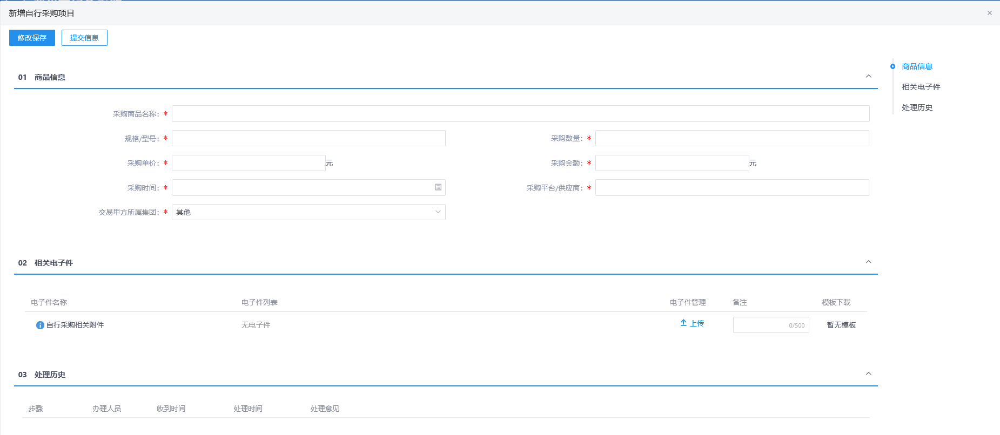 新增自行采购项目
×
修改保存 提交信息
商品信息
相关电子件
处理历史
01 商品信息
采购商品名称：*
规格/型号：* 采购数量：*
采购单价：* 元 采购金额：* 元
采购时间：* 采购平台/供应商：*
交易甲方所属集团：* 其他
02 相关电子件
电子件名称 电子件列表 电子件管理 备注 模板下载
自行采购相关附件 无电子件 上传 0/500 暂无模板
03 处理历史
步骤 办理人员 收到时间 处理时间 处理意见